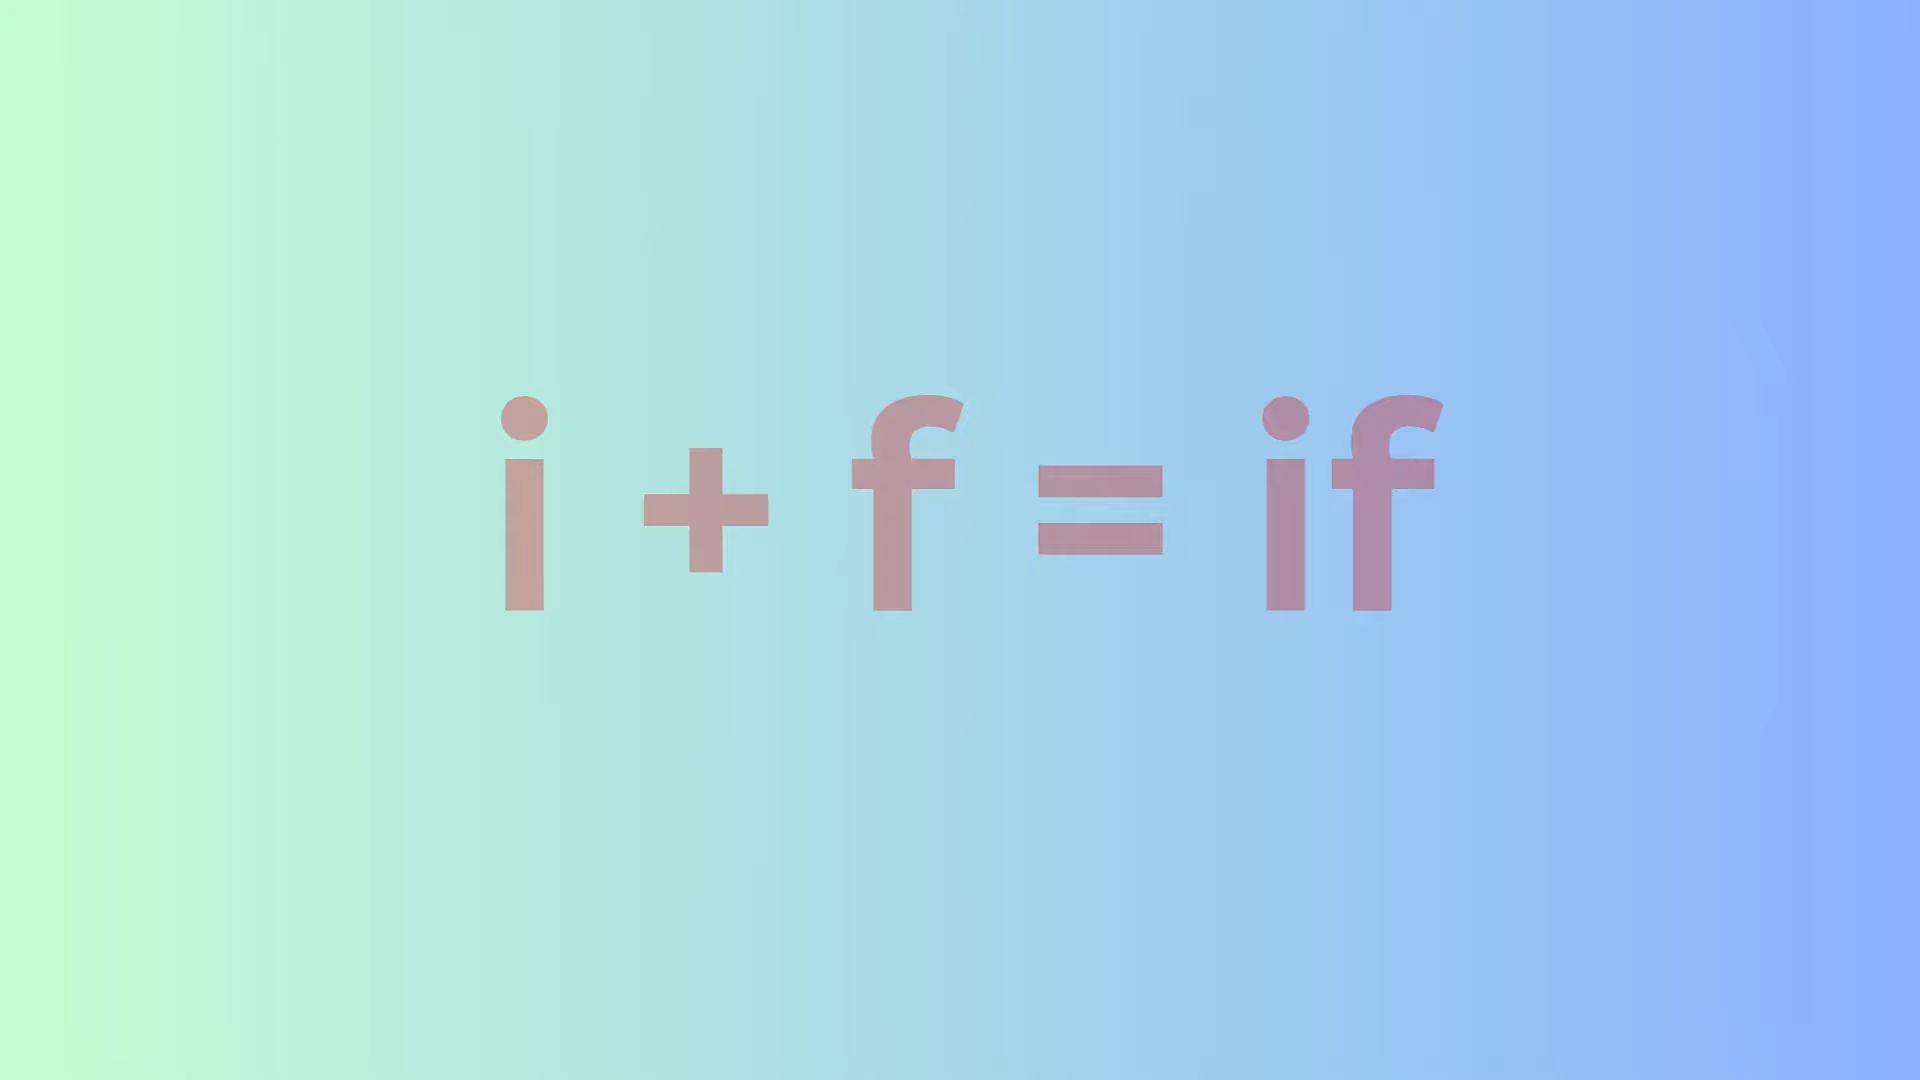 i + f = if